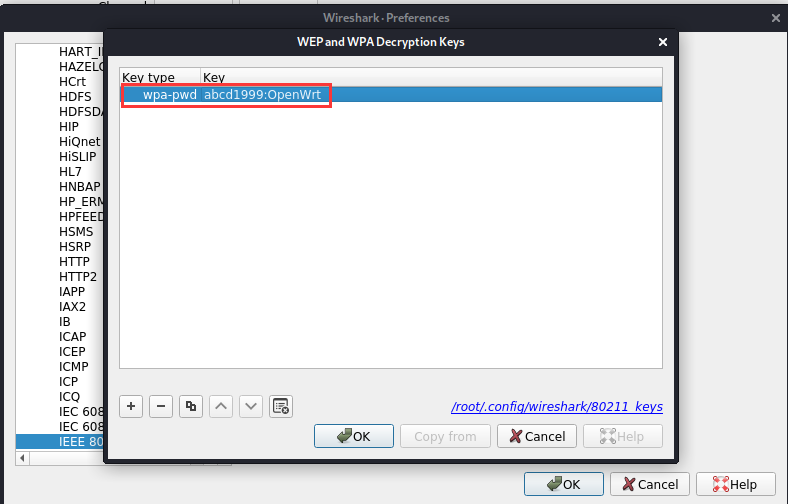 Wireshark · Preferences
WEP and WPA Decryption Keys
Key type Key
wpa-pwd abcd1999:OpenWrt
HART_I
HAZELC
HCrt
HDFS
HDFSDA
HIP
HiQnet
HiSLIP
HL7
HNBAP
HP_ERM
HPFEED
HSMS
HSRP
HTTP
HTTP2
IAPP
IAX2
IB
ICAP
ICEP
ICMP
ICP
ICQ
IEC 608
IEC 608
IEEE 80
/root/.config/wireshark/80211_keys
OK Copy from Cancel Help
OK Cancel Help